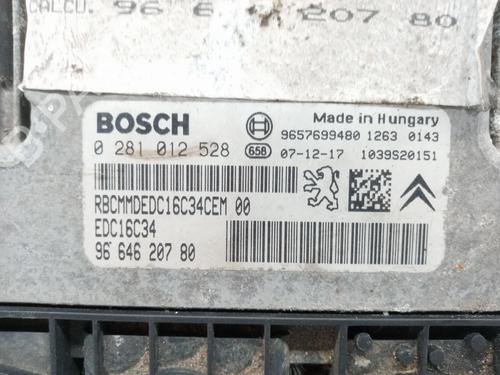 CALCU. 96 6 207 80
BOSCH
Made in Hungary
9657699480 1263 0143
0 281 012 528
658 07-12-17 1039S20151
RBCMMDEDC16C34CEM 00
EDC16C34
96 646 207 80